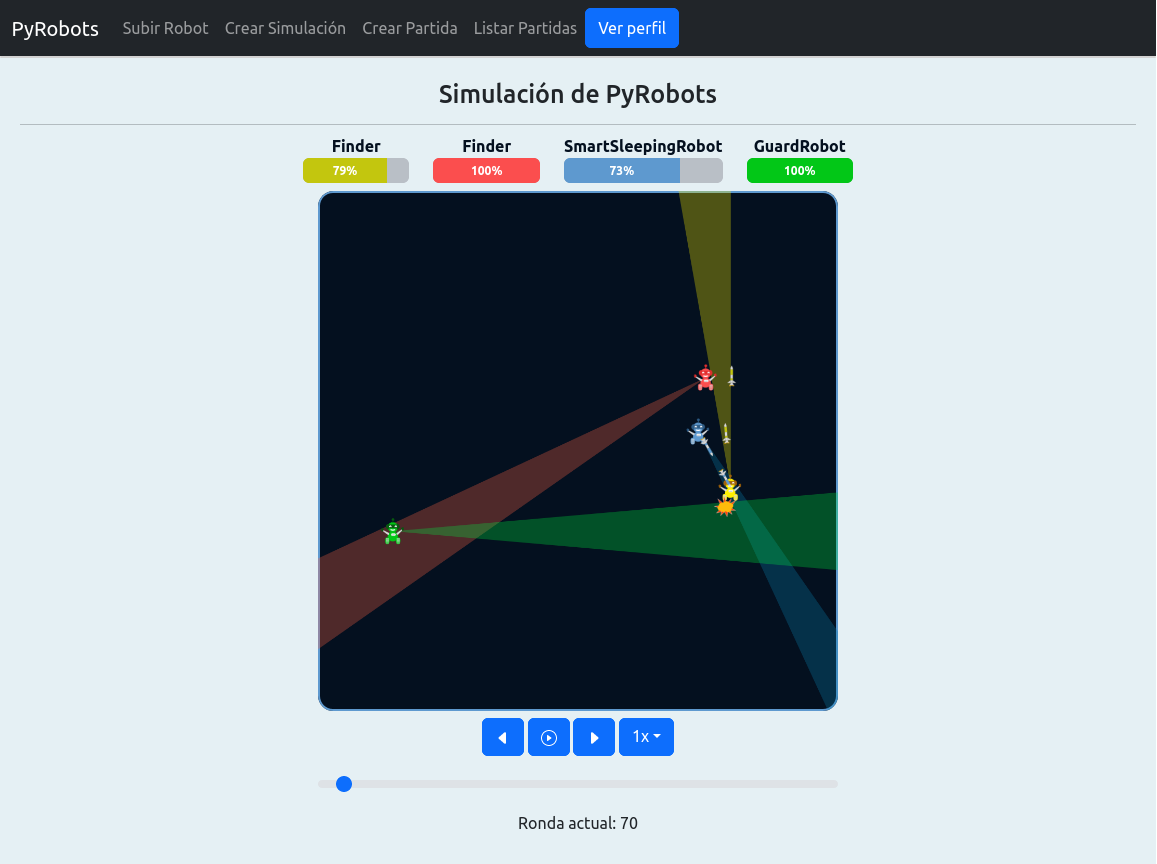 PyRobots Subir Robot Crear Simulación Crear Partida Listar Partidas Ver perfil
Simulación de PyRobots
Finder Finder SmartSleepingRobot GuardRobot
79% 100% 73% 100%
1x
Ronda actual: 70